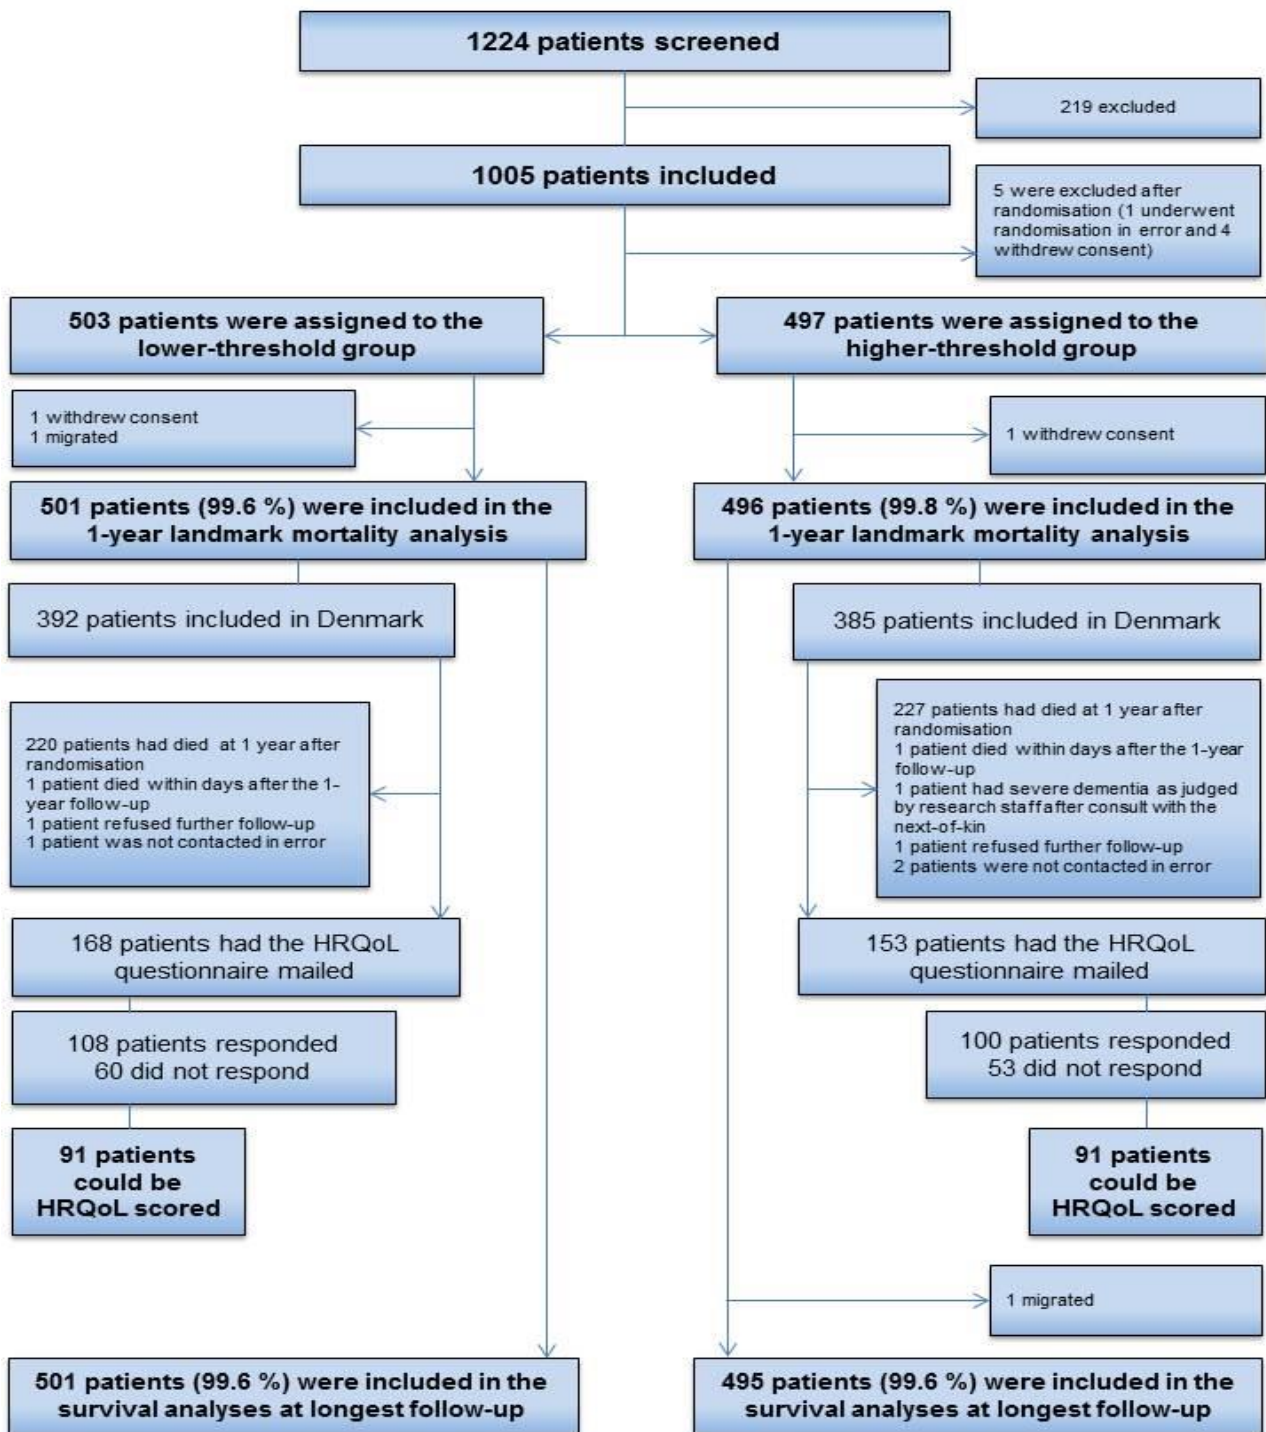 1224 patients screened
219 excluded
1005 patients included
5 were excluded after
randomisation (1 underwent
randomisation in error and 4
withdrew consent)
503 patients were assigned to the
lower-threshold group
497 patients were assigned to the
higher-threshold group
1 withdrew consent
1 migrated
1 withdrew consent
501 patients (99.6 %) were included in the
1-year landmark mortality analysis
496 patients (99.8 %) were included in the
1-year landmark mortality analysis
392 patients included in Denmark
385 patients included in Denmark
220 patients had died at 1 year after
randomisation
1 patient died within days after the 1-
year follow-up
1 patient refused further follow-up
1 patient was not contacted in error
227 patients had died at 1 year after
randomisation
1 patient died within days after the 1-year
follow-up
1 patient had severe dementia as judged
by research staff after consult with the
next-of-kin
1 patient refused further follow-up
2 patients were not contacted in error
168 patients had the HRQoL
questionnaire mailed
153 patients had the HRQoL
questionnaire mailed
108 patients responded
60 did not respond
100 patients responded
53 did not respond
91 patients
could be
HRQoL scored
91 patients
could be
HRQoL scored
1 migrated
501 patients (99.6 %) were included in the
survival analyses at longest follow-up
495 patients (99.6 %) were included in the
survival analyses at longest follow-up